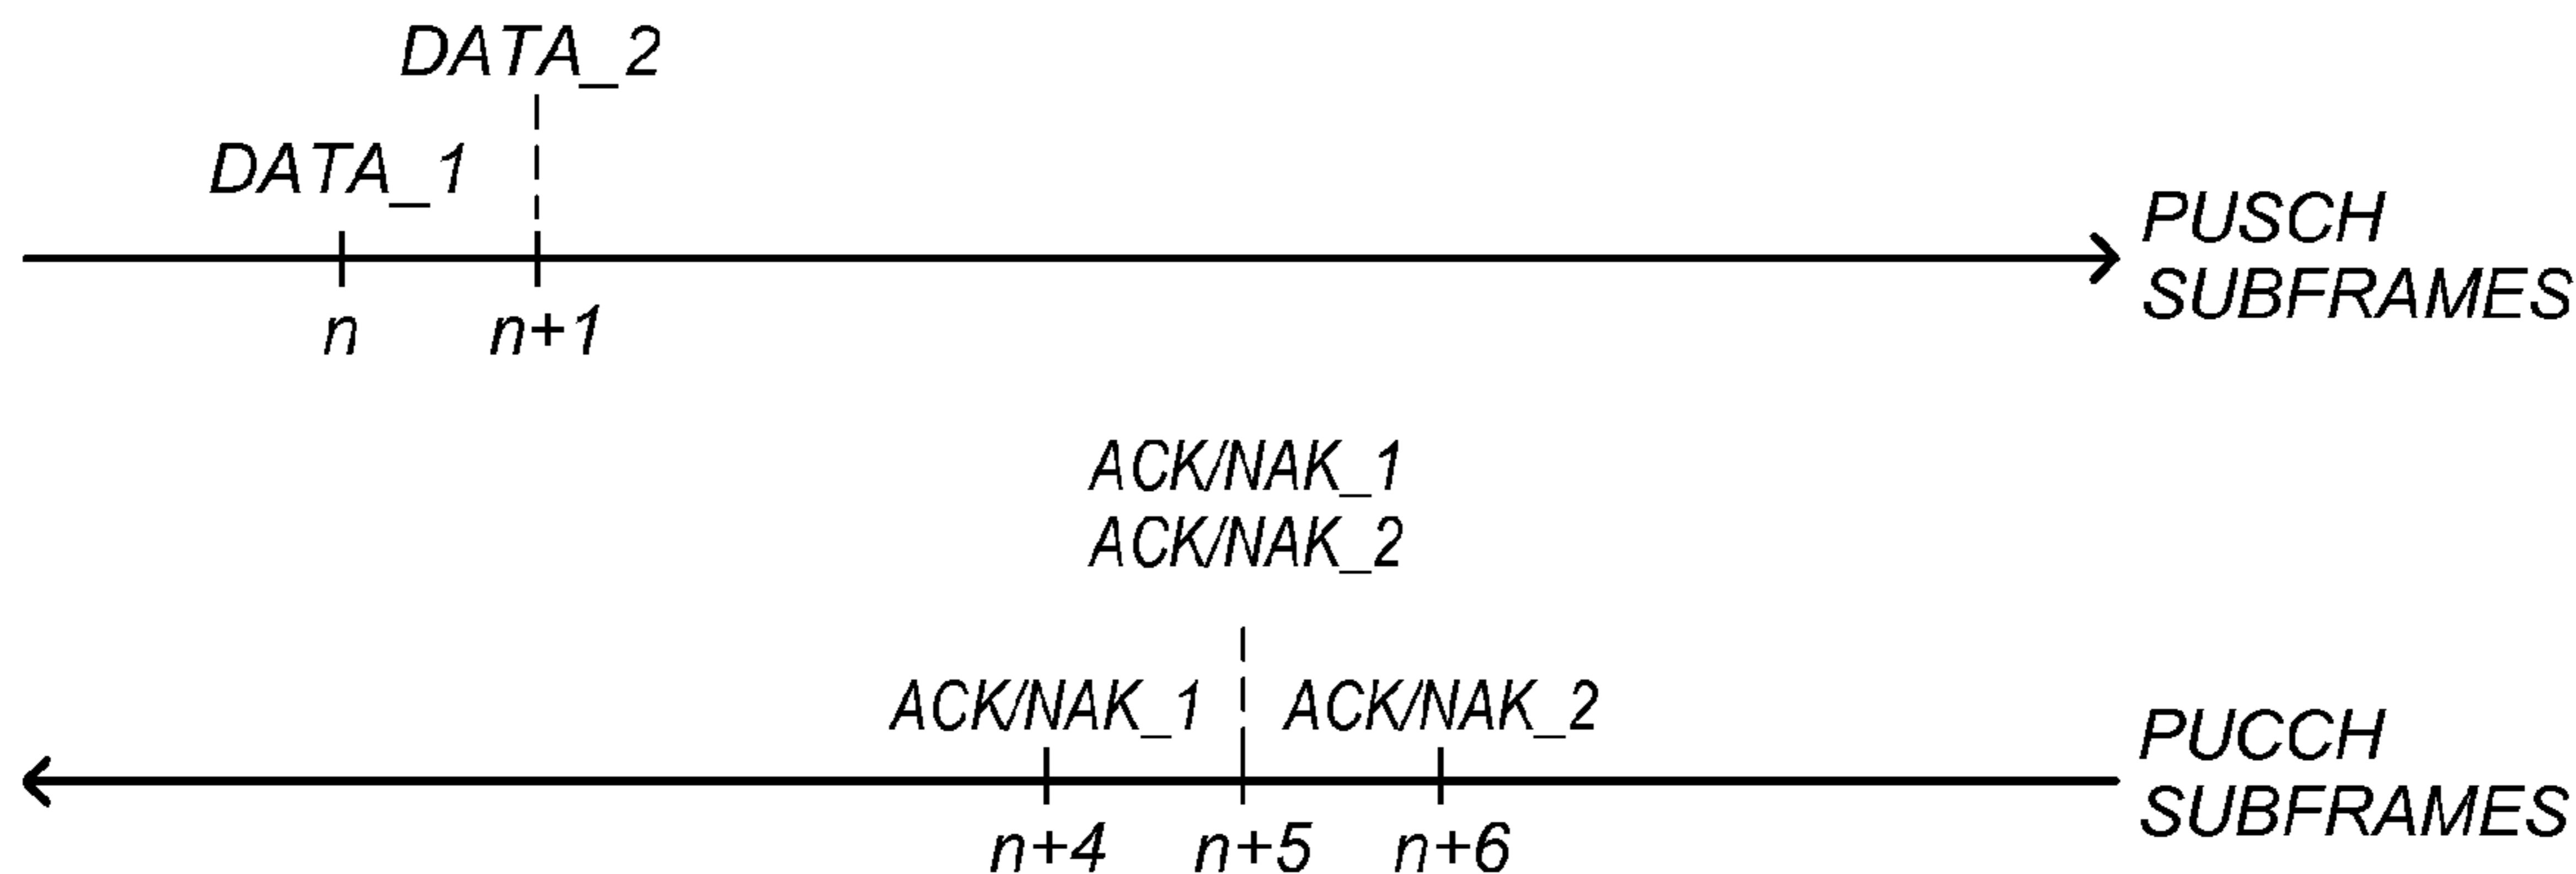 DATA_2
DATA_1
PUSCH
SUBFRAMES
n
n+1
ACK/NAK_1
ACK/NAK_2
ACK/NAK_1
ACK/NAK_2
PUCCH
SUBFRAMES
n+4
n+5
n+6